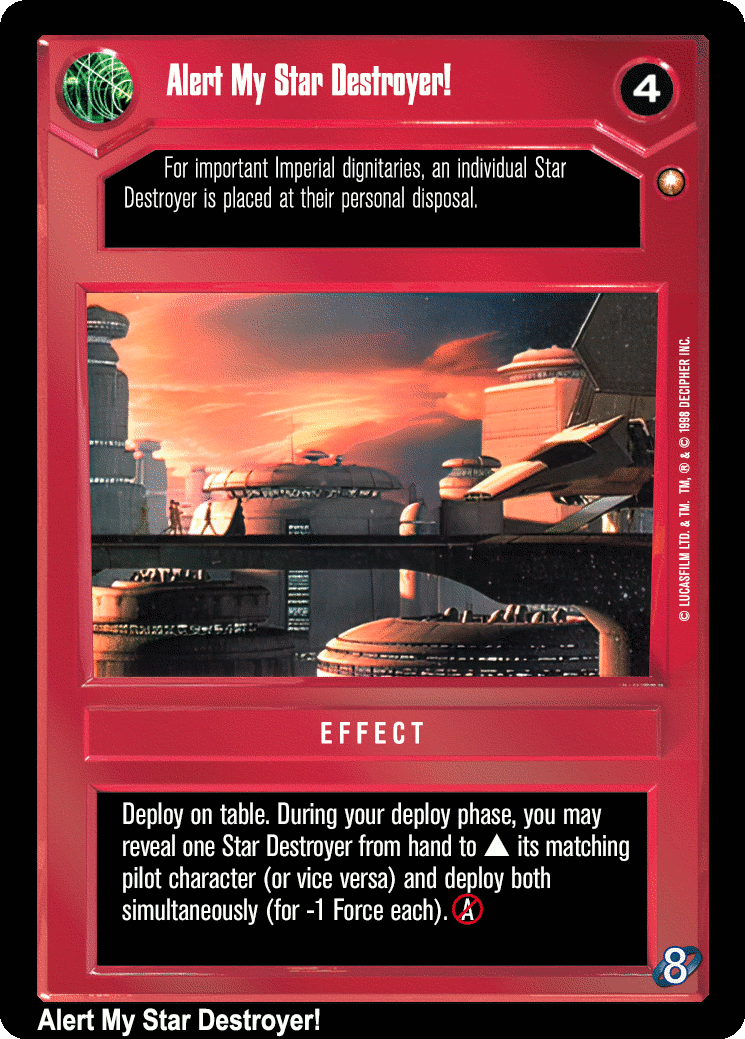 Alert My Star Destroyer!
4
For important Imperial dignitaries, an individual Star
Destroyer is placed at their personal disposal.
© LUCASFILM LTD. & TM. TM, ® & © 1998 DECIPHER INC.
EFFECT
Deploy on table. During your deploy phase, you may
reveal one Star Destroyer from hand to ▲ its matching
pilot character (or vice versa) and deploy both
simultaneously (for -1 Force each). A
8
Alert My Star Destroyer!